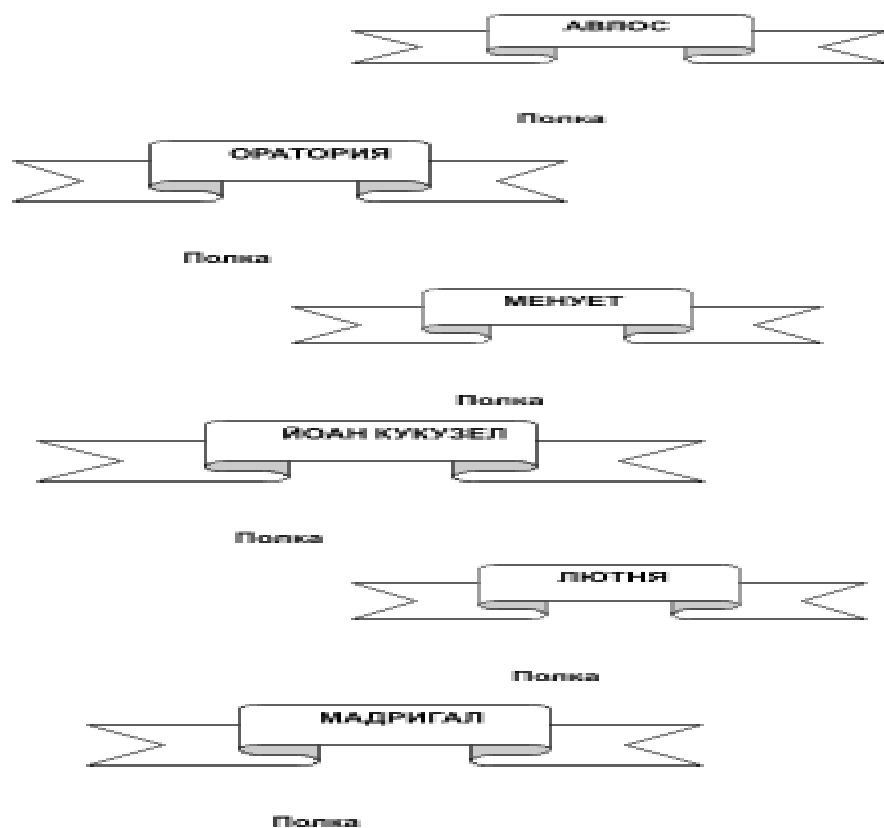 АВЛОС
Полка
ОРАТОРИЯ
Полка
МЕНУЕТ
Полка
ЙОАН КУКУЗЕЛ
Полка
ЛЮТНЯ
Полка
МАДРИГАЛ
Полка